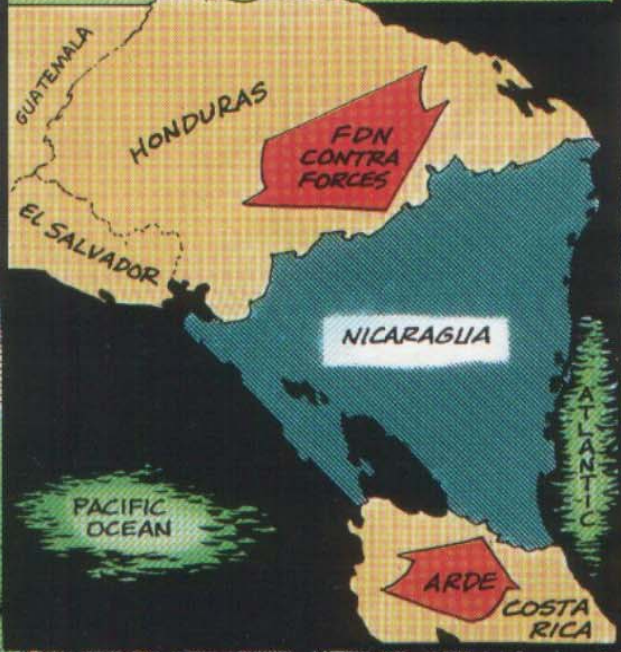 GUATEMALA
HONDURAS
FDN
CONTRA
FORCES
EL SALVADOR
NICARAGUA
ATLANTIC
PACIFIC
OCEAN
ARDE
COSTA
RICA